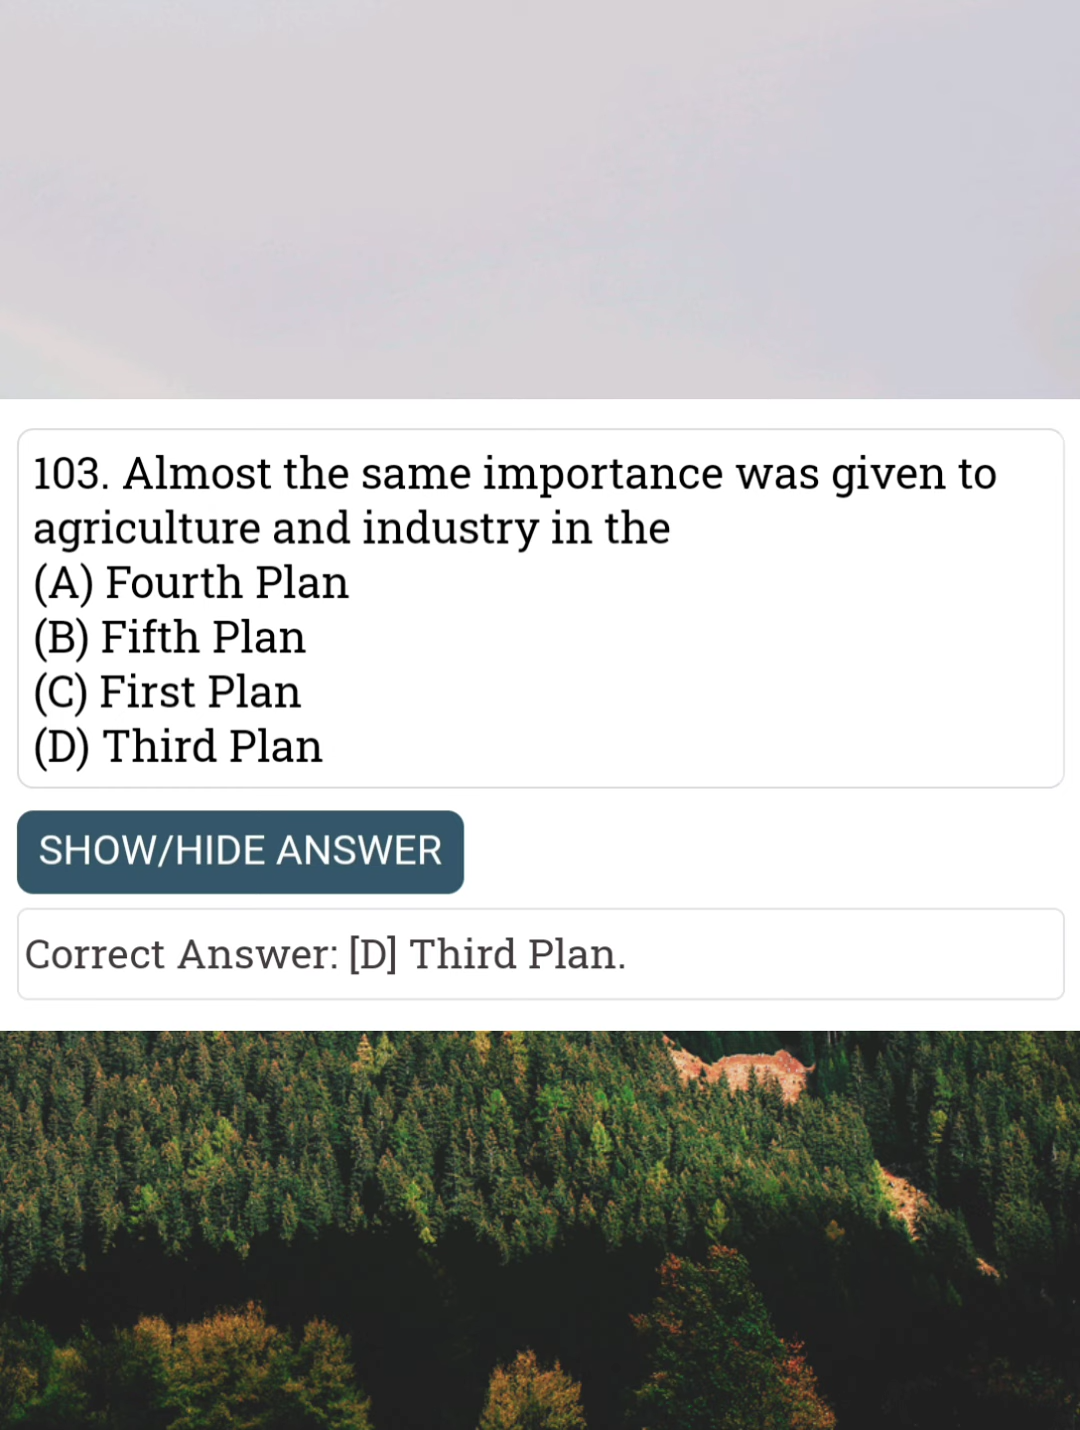 103. Almost the same importance was given to
agriculture and industry in the
(A) Fourth Plan
(B) Fifth Plan
(C) First Plan
(D) Third Plan
SHOW/HIDE ANSWER
Correct Answer: [D] Third Plan.